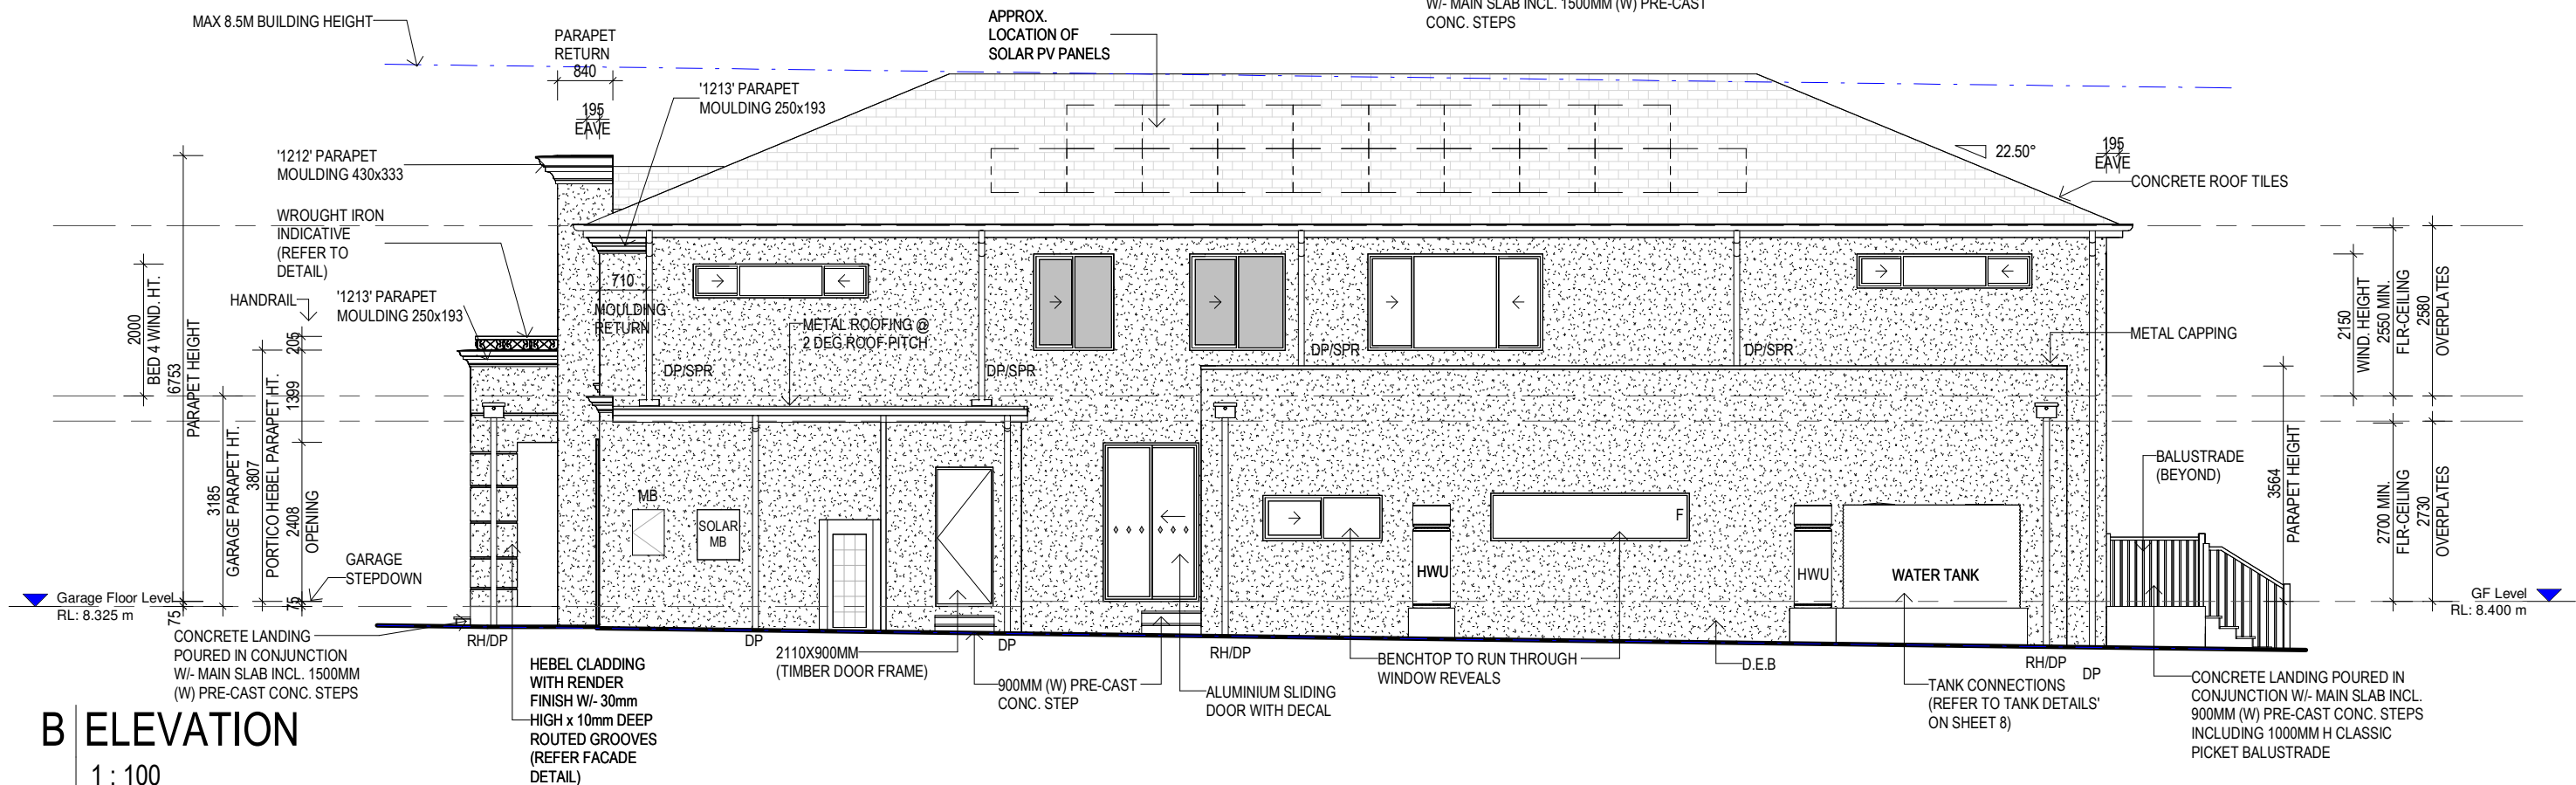 W/- MAIN SLAB INCL. 1500MM (W) PRE-CAST
CONC. STEPS
MAX 8.5M BUILDING HEIGHT
PARAPET
RETURN
840
195
EAVE
APPROX.
LOCATION OF
SOLAR PV PANELS
'1213' PARAPET
MOULDING 250x193
'1212' PARAPET
MOULDING 430x333
22.50°
195
EAVE
CONCRETE ROOF TILES
WROUGHT IRON
INDICATIVE
(REFER TO
DETAIL)
HANDRAIL
'1213' PARAPET
MOULDING 250x193
710
MOULDING
RETURN
METAL ROOFING @
2 DEG ROOF PITCH
DP/SPR
DP/SPR
DP/SPR
DP/SPR
METAL CAPPING
2000
BED 4 WIND. HT.
6753
PARAPET HEIGHT
3185
GARAGE PARAPET HT.
3807
PORTICO HEBEL PARAPET HT.
205
1399
2408
OPENING
75
75
2150
WIND. HEIGHT
2550 MIN.
FLR-CEILING
2580
OVERPLATES
3564
PARAPET HEIGHT
2700 MIN.
FLR-CEILING
2730
OVERPLATES
BALUSTRADE
(BEYOND)
GARAGE
STEPDOWN
MB
SOLAR
MB
F
HWU
HWU
WATER TANK
Garage Floor Level
RL: 8.325 m
GF Level
RL: 8.400 m
CONCRETE LANDING
POURED IN CONJUNCTION
W/- MAIN SLAB INCL. 1500MM
(W) PRE-CAST CONC. STEPS
RH/DP
DP
DP
RH/DP
RH/DP
DP
HEBEL CLADDING
WITH RENDER
FINISH W/- 30mm
HIGH x 10mm DEEP
ROUTED GROOVES
(REFER FACADE
DETAIL)
2110X900MM
(TIMBER DOOR FRAME)
900MM (W) PRE-CAST
CONC. STEP
ALUMINIUM SLIDING
DOOR WITH DECAL
BENCHTOP TO RUN THROUGH
WINDOW REVEALS
D.E.B
TANK CONNECTIONS
(REFER TO TANK DETAILS'
ON SHEET 8)
CONCRETE LANDING POURED IN
CONJUNCTION W/- MAIN SLAB INCL.
900MM (W) PRE-CAST CONC. STEPS
INCLUDING 1000MM H CLASSIC
PICKET BALUSTRADE
B ELEVATION
1 : 100